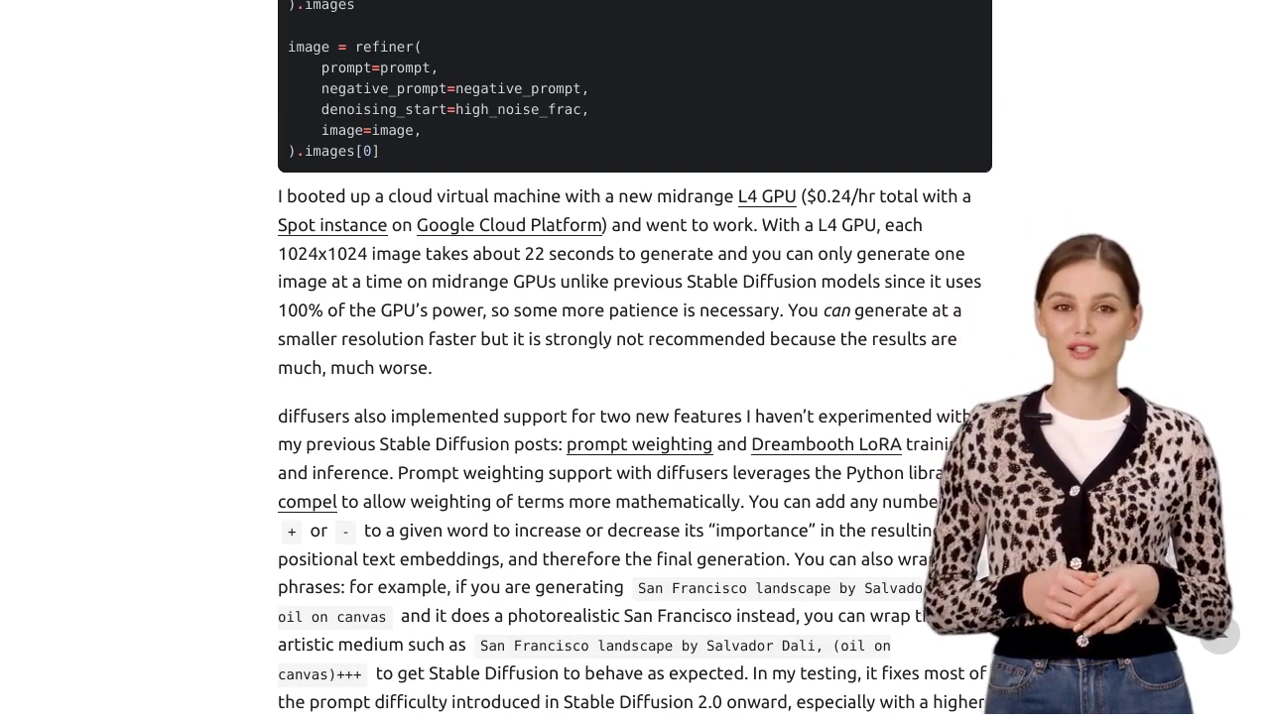 ).images
image = refiner(
prompt=prompt,
negative_prompt=negative_prompt,
denoising_start=high_noise_frac,
image=image,
).images[0]
I booted up a cloud virtual machine with a new midrange L4 GPU ($0.24/hr total with a
Spot instance on Google Cloud Platform) and went to work. With a L4 GPU, each
1024x1024 image takes about 22 seconds to generate and you can only generate one
image at a time on midrange GPUs unlike previous Stable Diffusion models since it uses
100% of the GPU’s power, so some more patience is necessary. You can generate at a
smaller resolution faster but it is strongly not recommended because the results are
much, much worse.
diffusers also implemented support for two new features I haven’t experimented with
my previous Stable Diffusion posts: prompt weighting and Dreambooth LoRA
and inference. Prompt weighting support with diffusers leverages the Python
compel to allow weighting of terms more mathematically. You can add any
+ or - to a given word to increase or decrease its “importance” in the resulting
positional text embeddings, and therefore the final generation. You can also
phrases: for example, if you are generating San Francisco landscape by
oil on canvas and it does a photorealistic San Francisco instead, you can wrap
artistic medium such as San Francisco landscape by Salvador Dali, (oil on
canvas)+++ to get Stable Diffusion to behave as expected. In my testing, it fixes most of
the prompt difficulty introduced in Stable Diffusion 2.0 onward, especially with a higher